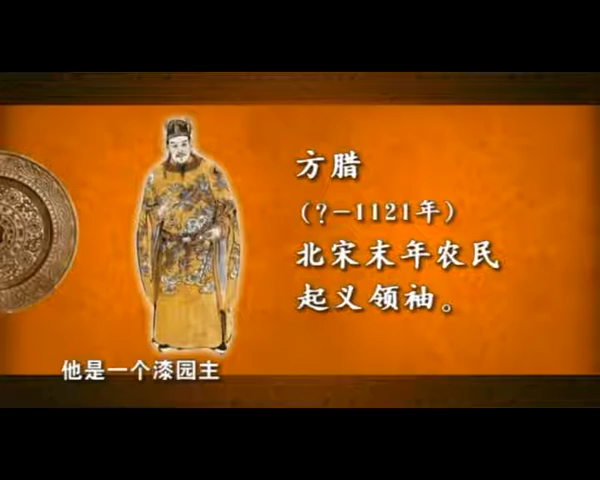 方腊
(?-1121年)
北宋末年农民
起义领袖。
他是一个漆园主